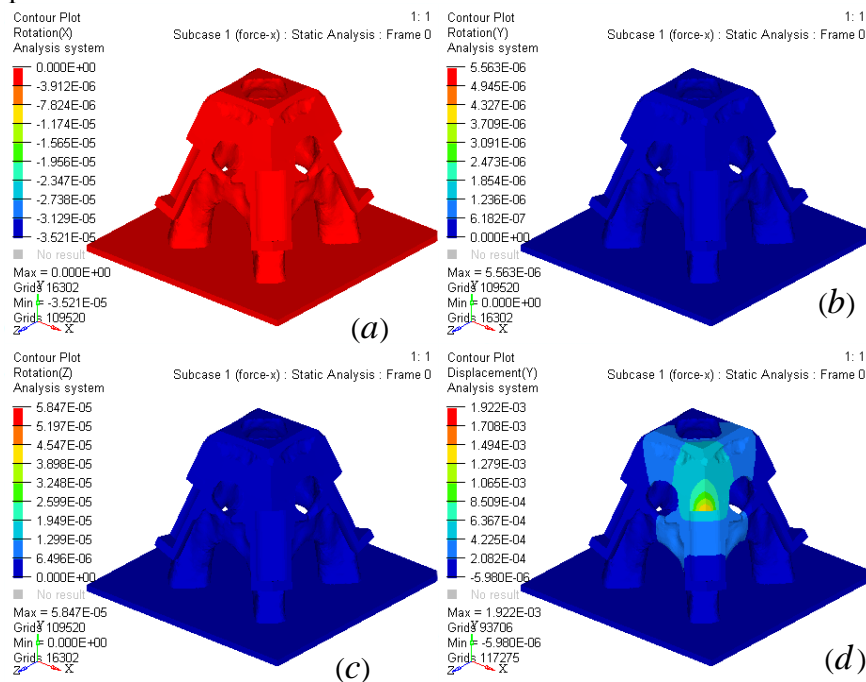 Contour Plot
Rotation(X)
Analysis system
0.000E+00
-3.912E-06
-7.824E-06
-1.174E-05
-1.565E-05
-1.956E-05
-2.347E-05
-2.738E-05
-3.129E-05
-3.521E-05
No result
Max = 0.000E+00
Grids 16302
Min = -3.521E-05
Grids 109520
Y
Z X
1: 1
Subcase 1 (force-x) : Static Analysis : Frame 0
(a)
Contour Plot
Rotation(Y)
Analysis system
5.563E-06
4.945E-06
4.327E-06
3.709E-06
3.091E-06
2.473E-06
1.854E-06
1.236E-06
6.182E-07
0.000E+00
No result
Max = 5.563E-06
Grids 109520
Min = 0.000E+00
Grids 16302
Y
Z X
1: 1
Subcase 1 (force-x) : Static Analysis : Frame 0
(b)
Contour Plot
Rotation(Z)
Analysis system
5.847E-05
5.197E-05
4.547E-05
3.898E-05
3.248E-05
2.599E-05
1.949E-05
1.299E-05
6.496E-06
0.000E+00
No result
Max = 5.847E-05
Grids 109520
Min = 0.000E+00
Grids 16302
Y
Z X
1: 1
Subcase 1 (force-x) : Static Analysis : Frame 0
(c)
Contour Plot
Displacement(Y)
Analysis system
1.922E-03
1.708E-03
1.494E-03
1.279E-03
1.065E-03
8.509E-04
6.367E-04
4.225E-04
2.082E-04
-5.980E-06
No result
Max = 1.922E-03
Grids 93706
Min = -5.980E-06
Grids 117275
Y
Z X
1: 1
Subcase 1 (force-x) : Static Analysis : Frame 0
(d)